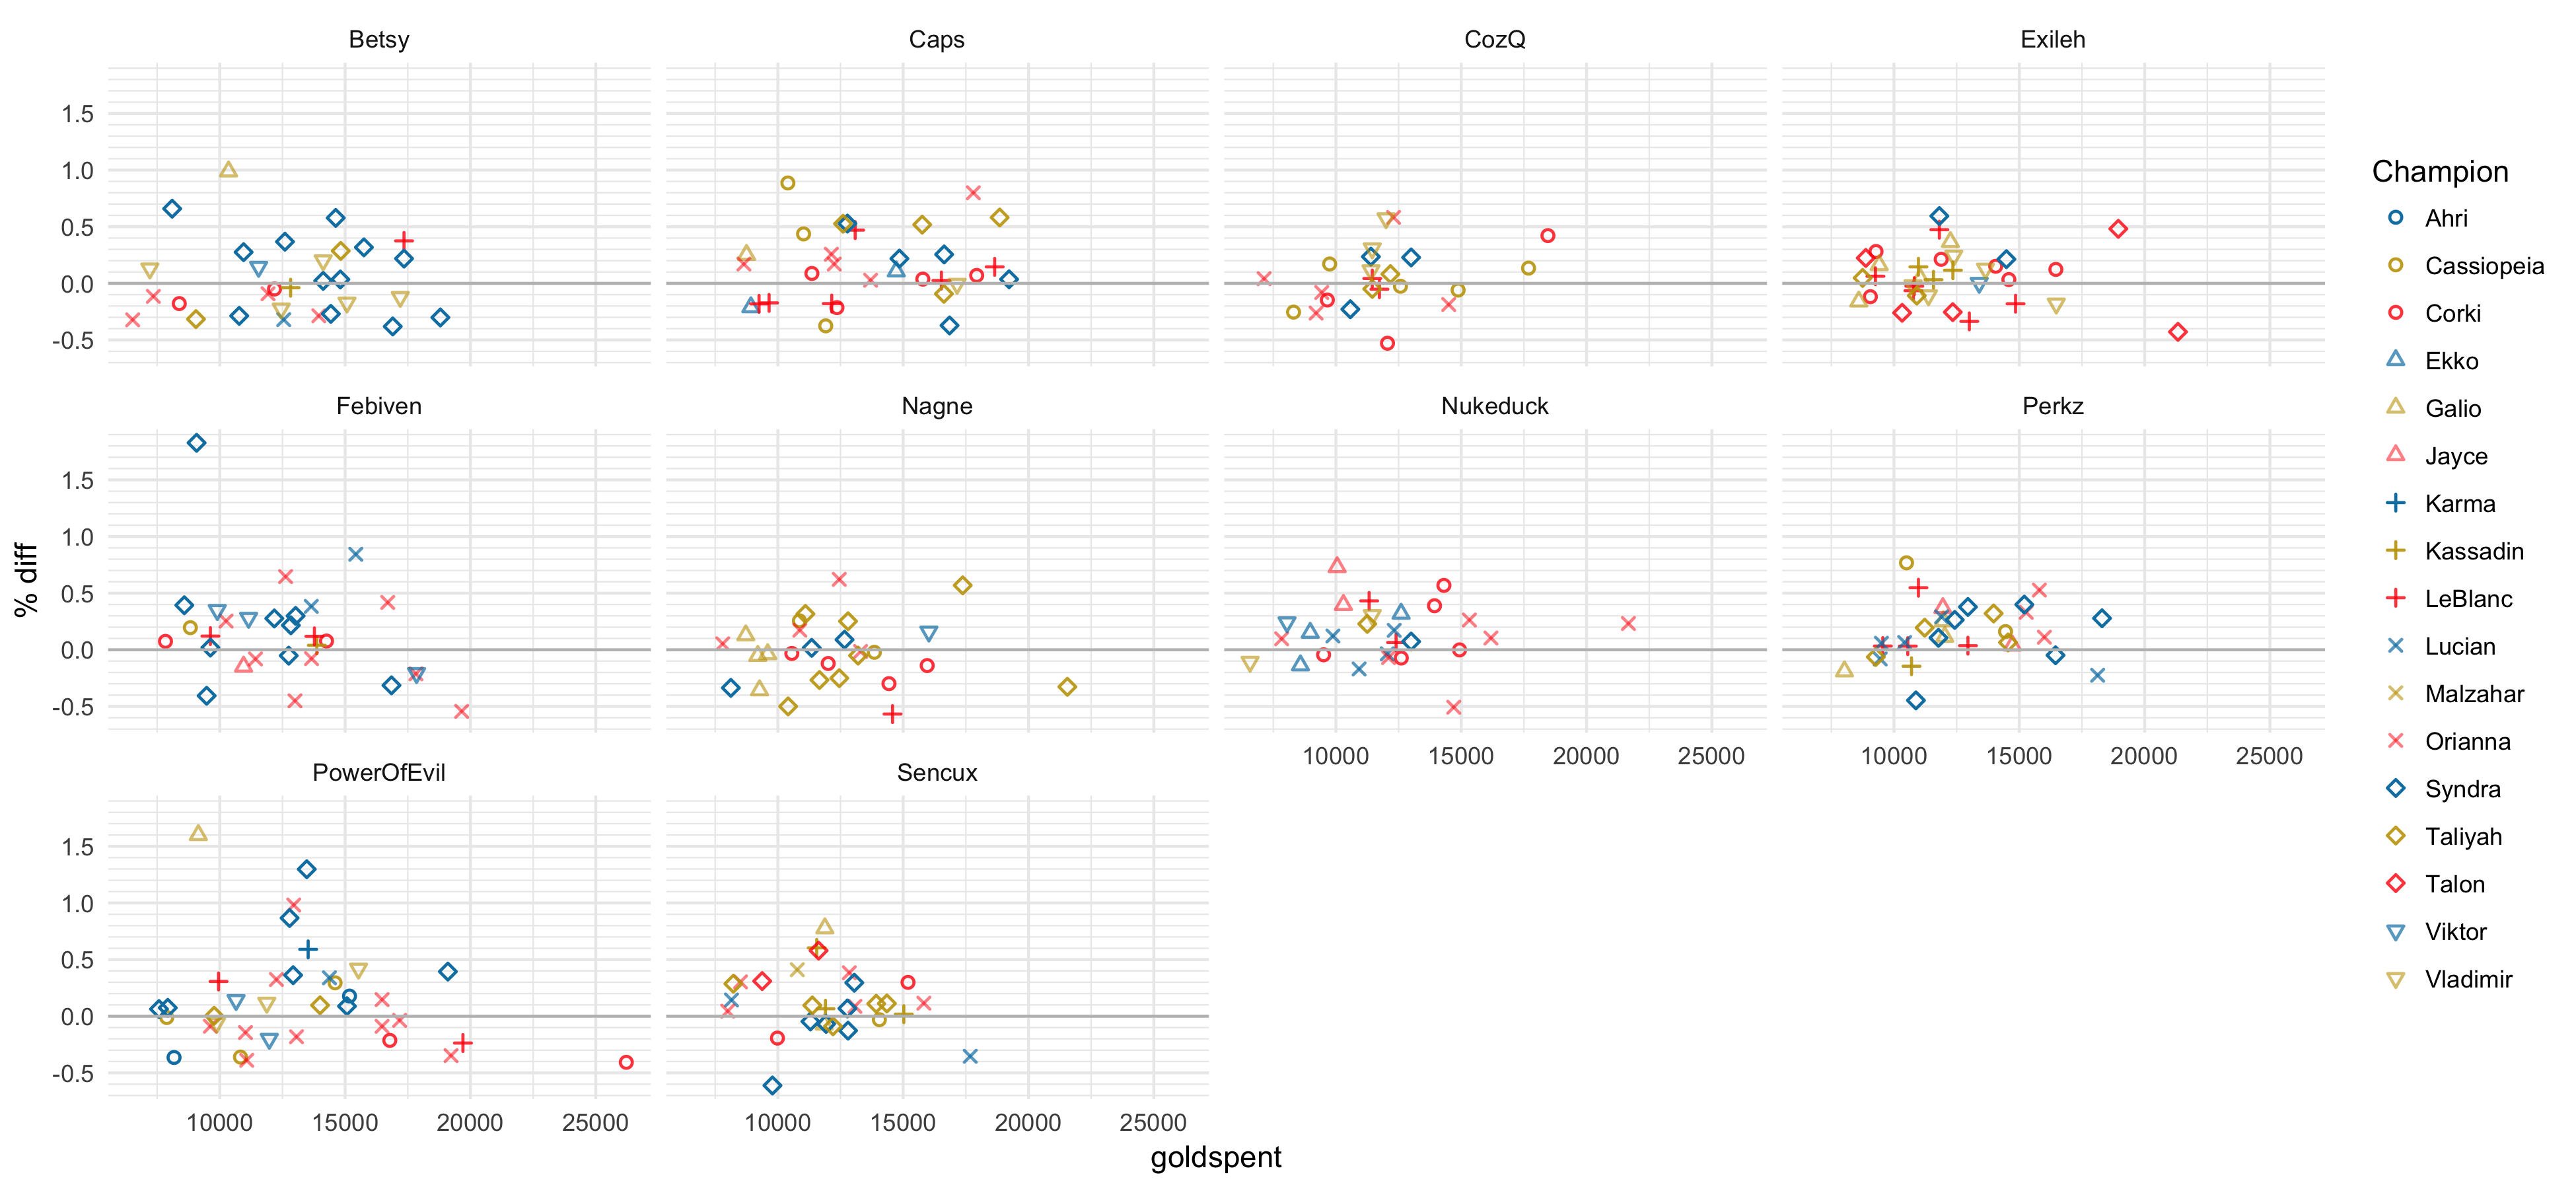 Betsy
Caps
CozQ
Exileh
1.5
1.0
0.5
0.0
-0.5
Febiven
Nagne
Nukeduck
Perkz
1.5
1.0
0.5
0.0
-0.5
10000 15000 20000 25000
10000 15000 20000 25000
PowerOfEvil
Sencux
1.5
1.0
0.5
0.0
-0.5
10000 15000 20000 25000
10000 15000 20000 25000
% diff
goldspent
Champion
Ahri
Cassiopeia
Corki
Ekko
Galio
Jayce
Karma
Kassadin
LeBlanc
Lucian
Malzahar
Orianna
Syndra
Taliyah
Talon
Viktor
Vladimir